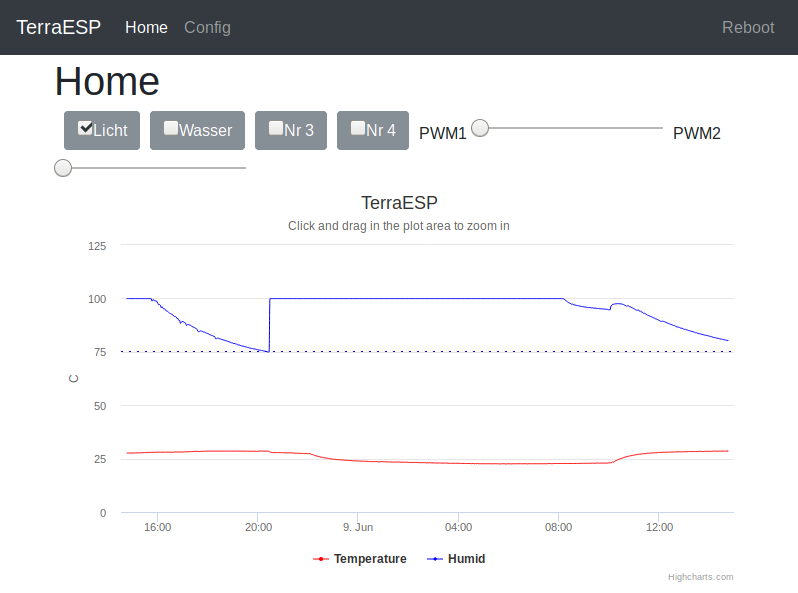 TerraESP Home Config Reboot
Home
Licht Wasser Nr 3 Nr 4 PWM1 PWM2
TerraESP
Click and drag in the plot area to zoom in
125
100
75
C
50
25
0
16:00 20:00 9. Jun 04:00 08:00 12:00
Temperature Humid
Highcharts.com